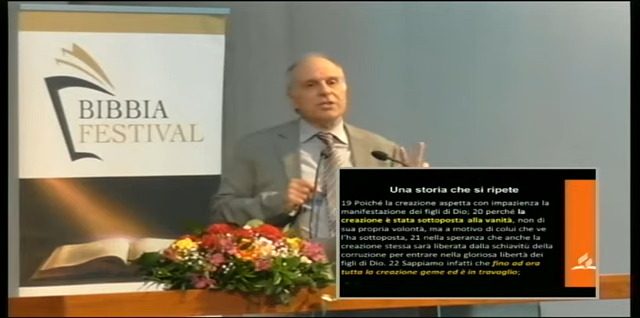 BIBBIA
FESTIVAL
Una storia che si ripete
19 Poiché la creazione aspetta con impazienza la
manifestazione dei figli di Dio; 20 perché la
creazione è stata sottoposta alla vanità, non di
sua propria volontà, ma a motivo di colui che ve
l'ha sottoposta, 21 nella speranza che anche la
creazione stessa sarà liberata dalla schiavitù della
corruzione per entrare nella gloriosa libertà dei
figli di Dio. 22 Sappiamo infatti che fino ad ora
tutta la creazione geme ed è in travaglio;